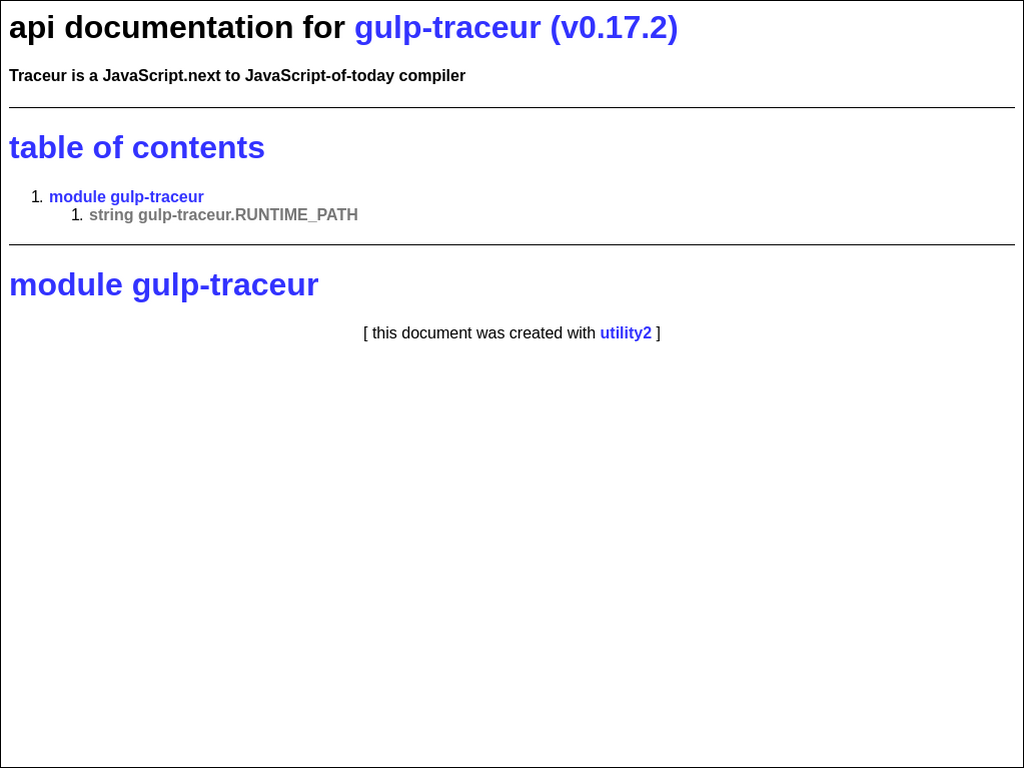 api documentation for gulp-traceur (v0.17.2)
Traceur is a JavaScript.next to JavaScript-of-today compiler
table of contents
1. module gulp-traceur
1. string gulp-traceur.RUNTIME_PATH
module gulp-traceur
[ this document was created with utility2 ]